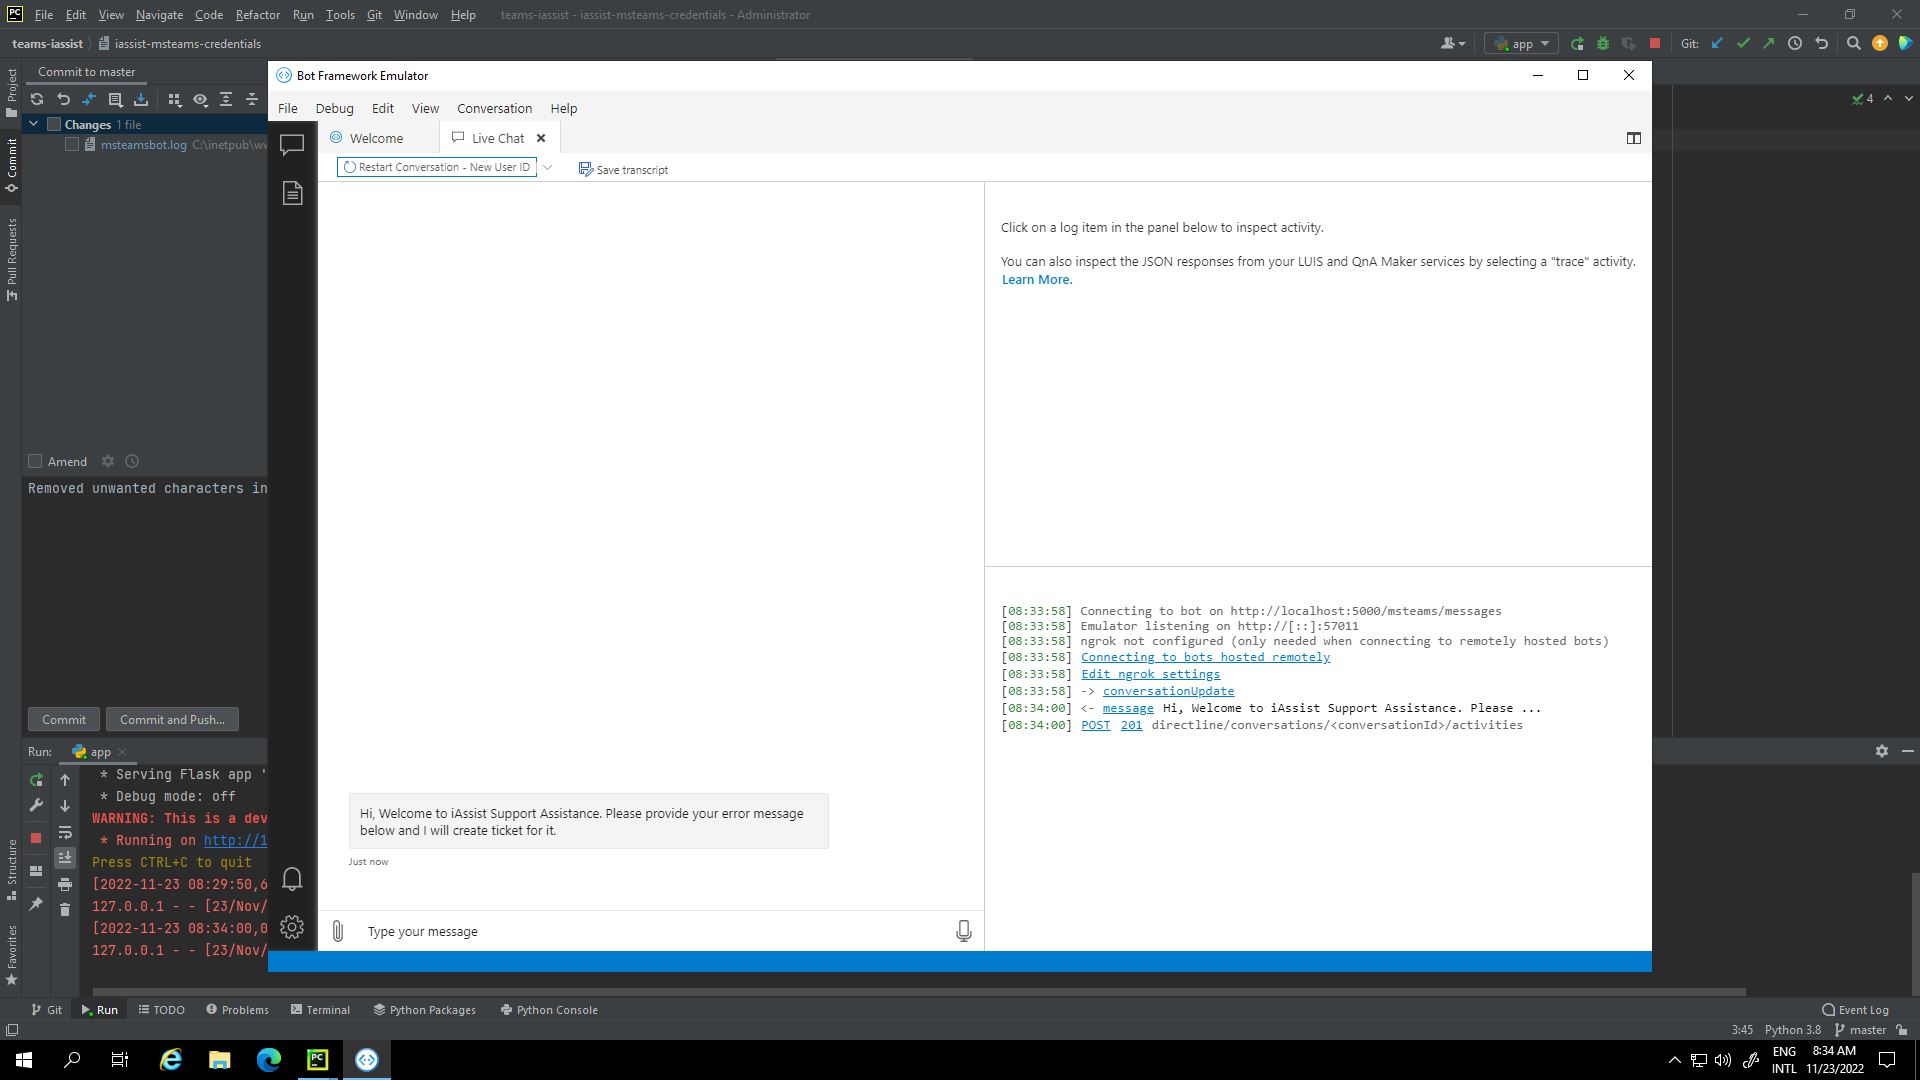 File Edit View Navigate Code Refactor Run Tools Git Window Help teams-iassist - iassist-msteams-credentials - Administrator
teams-iassist iassist-msteams-credentials app Git:
Project
Commit
Pull Requests
Structure
Favorites
Commit to master
Changes 1 file
msteamsbot.log C:\inetpub\wv
4
Amend
Removed unwanted characters in
Commit Commit and Push...
Bot Framework Emulator
File Debug Edit View Conversation Help
Welcome Live Chat
Restart Conversation - New User ID Save transcript
Click on a log item in the panel below to inspect activity.
You can also inspect the JSON responses from your LUIS and QnA Maker services by selecting a "trace" activity.
Learn More.
[08:33:58] Connecting to bot on http://localhost:5000/msteams/messages
[08:33:58] Emulator listening on http://[::]:57011
[08:33:58] ngrok not configured (only needed when connecting to remotely hosted bots)
[08:33:58] Connecting to bots hosted remotely
[08:33:58] Edit ngrok settings
[08:33:58] -> conversationUpdate
[08:34:00] <- message Hi, Welcome to iAssist Support Assistance. Please ...
[08:34:00] POST 201 directline/conversations/<conversationId>/activities
Hi, Welcome to iAssist Support Assistance. Please provide your error message
below and I will create ticket for it.
Just now
Type your message
Run: app
* Serving Flask app '
* Debug mode: off
WARNING: This is a dev
* Running on http://1
Press CTRL+C to quit
[2022-11-23 08:29:50,6
127.0.0.1 - - [23/Nov/
[2022-11-23 08:34:00,0
127.0.0.1 - - [23/Nov/
Git Run TODO Problems Terminal Python Packages Python Console Event Log
3:45 Python 3.8 master
ENG 8:34 AM
INTL 11/23/2022